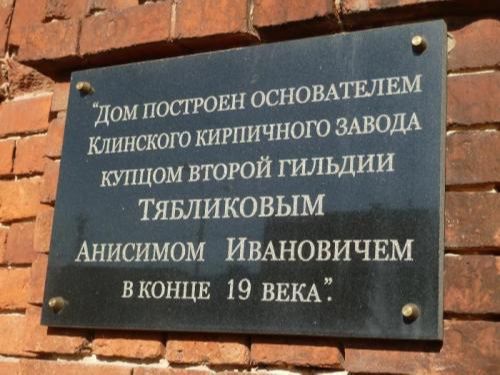 "ДОМ ПОСТРОЕН ОСНОВАТЕЛЕМ
КЛИНСКОГО КИРПИЧНОГО ЗАВОДА
КУПЦОМ ВТОРОЙ ГИЛЬДИИ
ТЯБЛИКОВЫМ
АНИСИМОМ ИВАНОВИЧЕМ
В КОНЦЕ 19 ВЕКА".